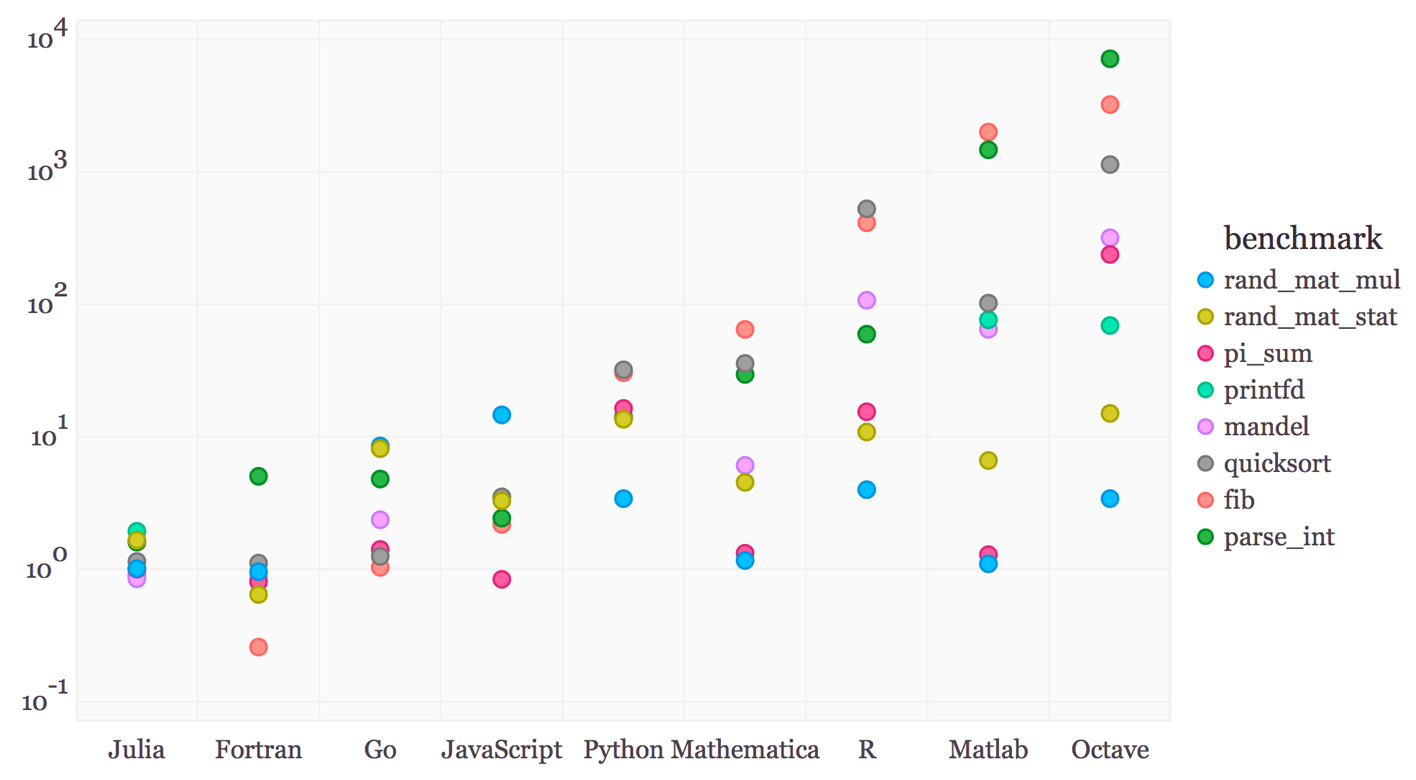 10^4
10^3
10^2
10^1
10^0
10^-1
Julia Fortran Go JavaScript Python Mathematica R Matlab Octave
benchmark
rand_mat_mul
rand_mat_stat
pi_sum
printfd
mandel
quicksort
fib
parse_int